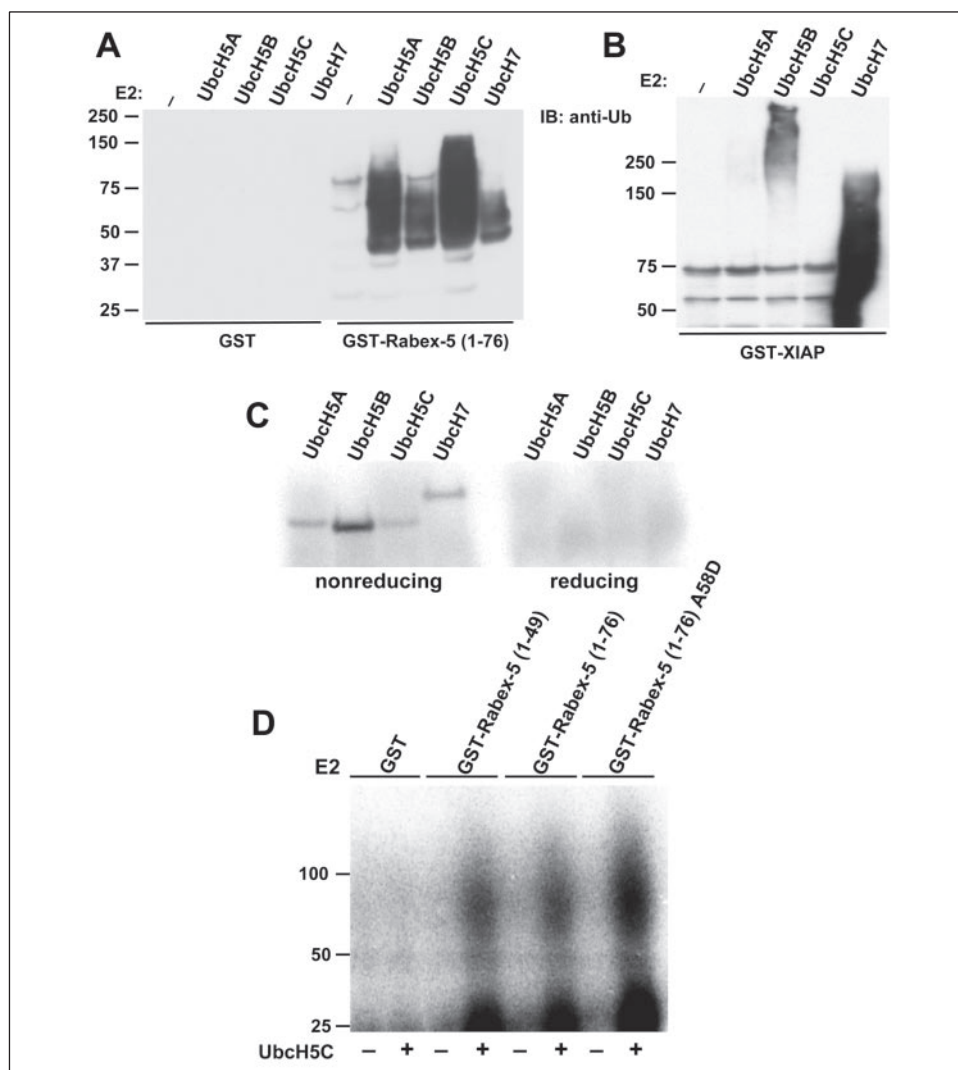 A
E2:
–
UbcH5A
UbcH5B
UbcH5C
UbcH7
–
UbcH5A
UbcH5B
UbcH5C
UbcH7
250
150
75
50
37
25
GST
GST-Rabex-5 (1-76)
IB: anti-Ub
B
–
UbcH5A
UbcH5B
UbcH5C
UbcH7
250
150
75
50
GST-XIAP
C
UbcH5A
UbcH5B
UbcH5C
UbcH7
nonreducing
UbcH5A
UbcH5B
UbcH5C
UbcH7
reducing
D
E2
GST
GST-Rabex-5 (1-49)
GST-Rabex-5 (1-76)
GST-Rabex-5 (1-76) A58D
100
50
25
UbcH5C – + – + – + – +